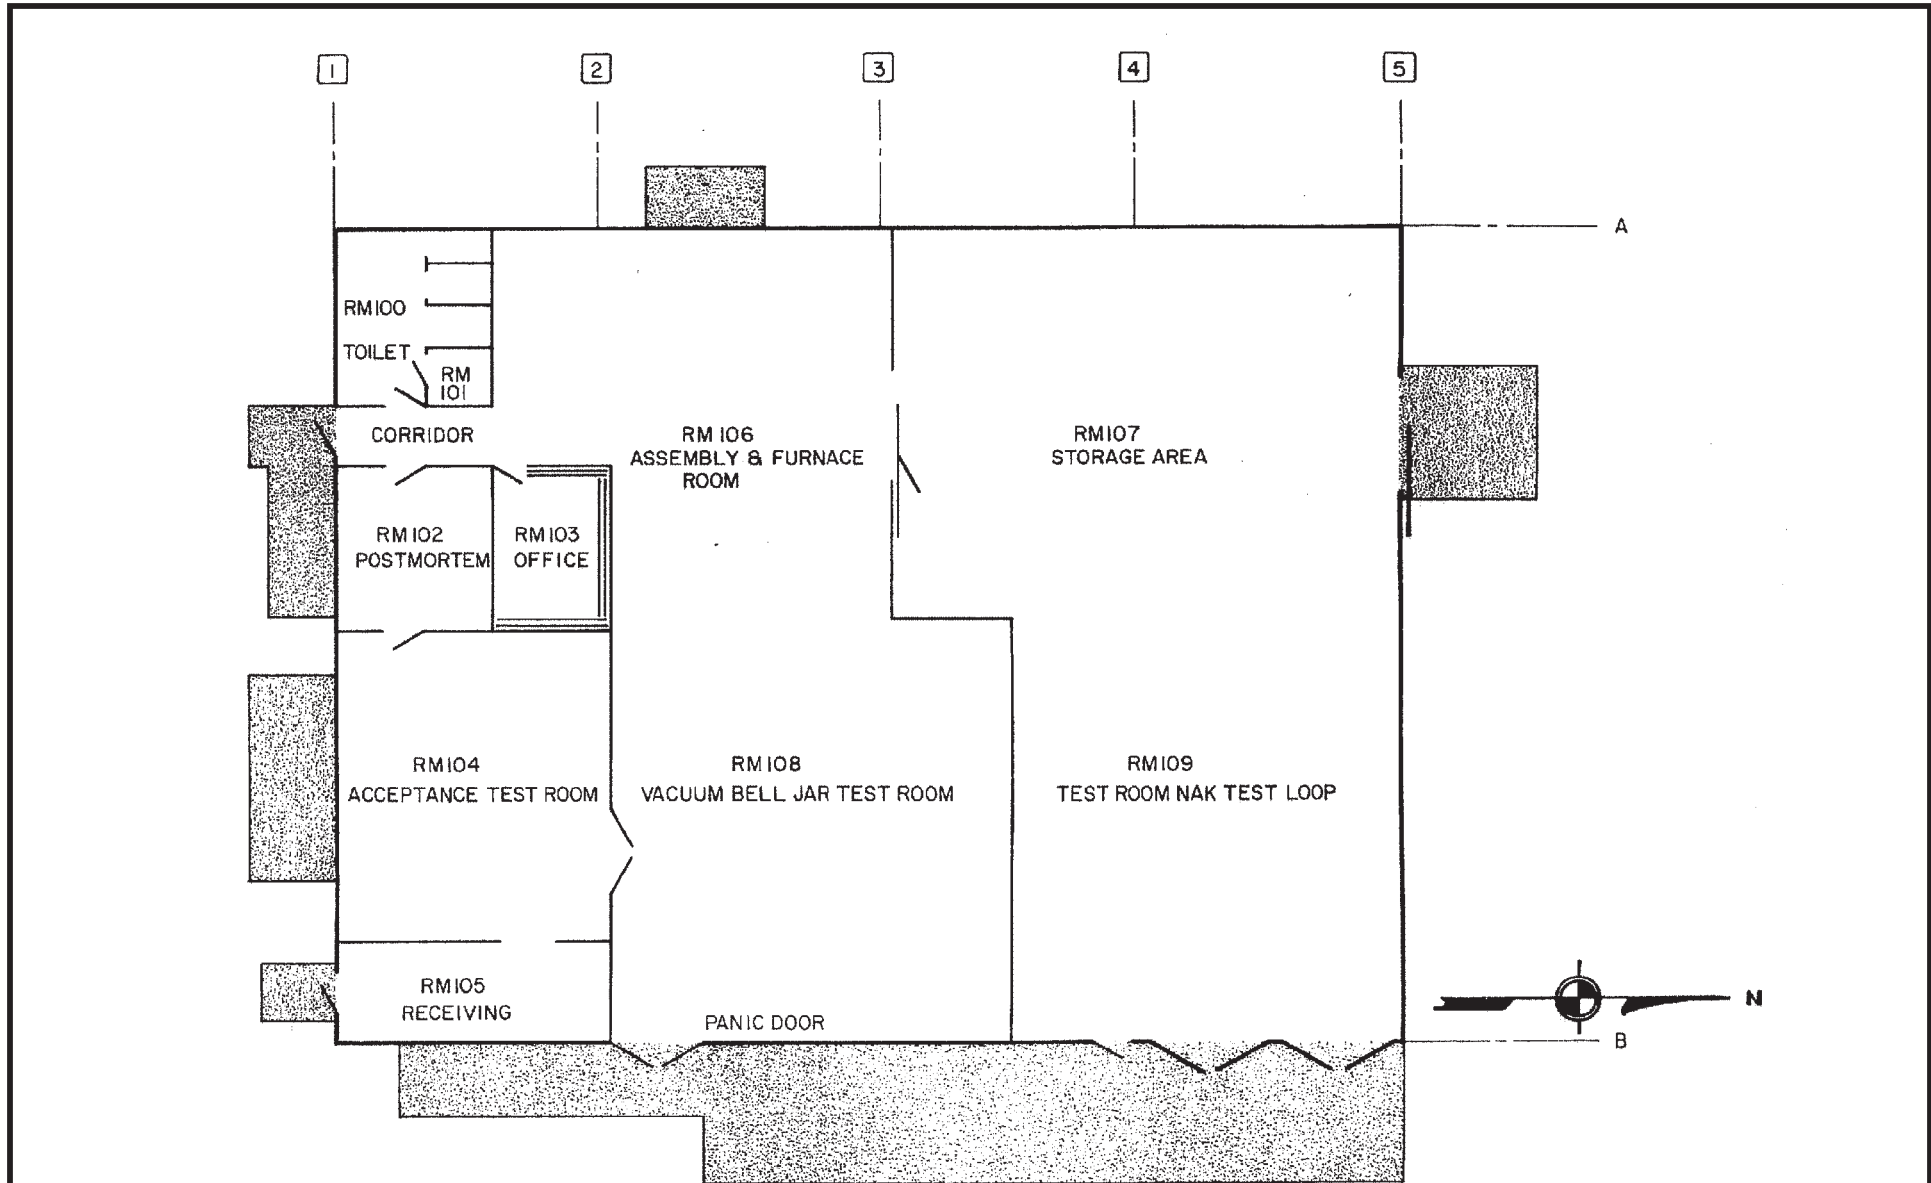 1
2
3
4
5
A
RM100
TOILET
RM
101
CORRIDOR
RM 106
ASSEMBLY & FURNACE
ROOM
RM107
STORAGE AREA
RM102
POSTMORTEM
RM103
OFFICE
RM104
ACCEPTANCE TEST ROOM
RM108
VACUUM BELL JAR TEST ROOM
RM109
TEST ROOM NAK TEST LOOP
RM105
RECEIVING
PANIC DOOR
N
B